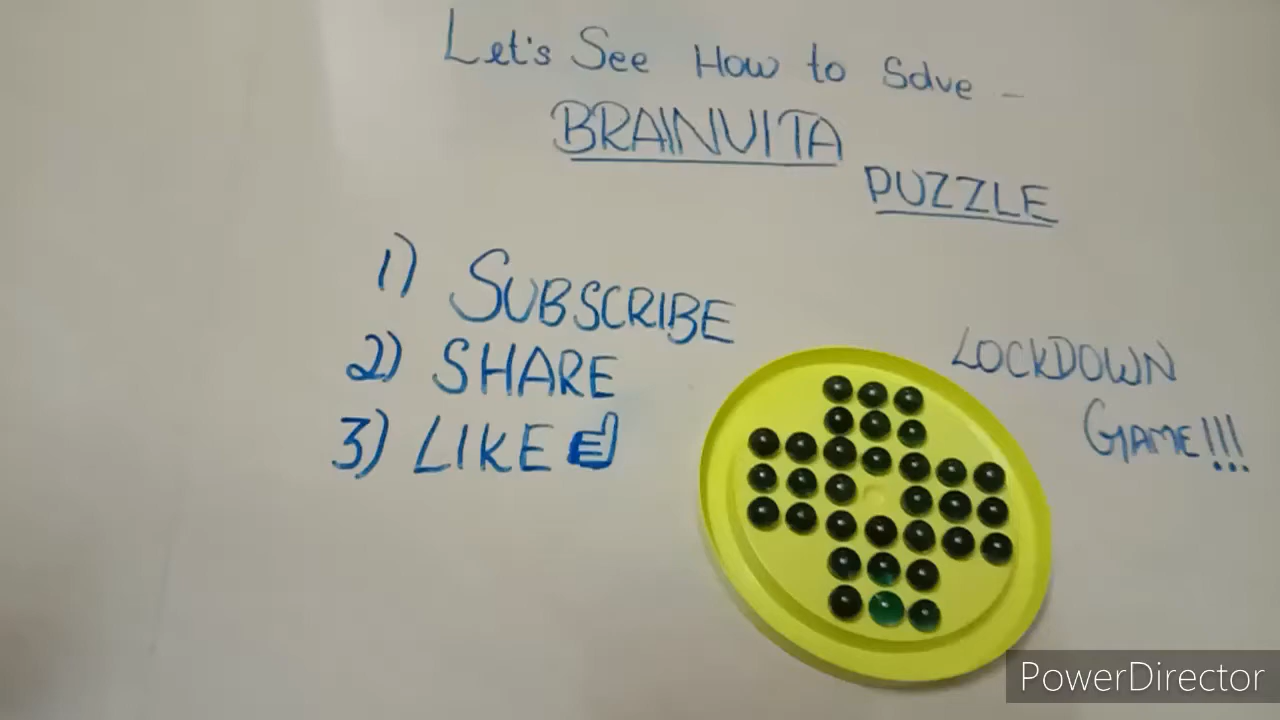 Let's See How to Solve -
BRAINVITA
PUZZLE
1) SUBSCRIBE
2) SHARE
3) LIKE
LOCKDOWN
GAME!!!
PowerDirector